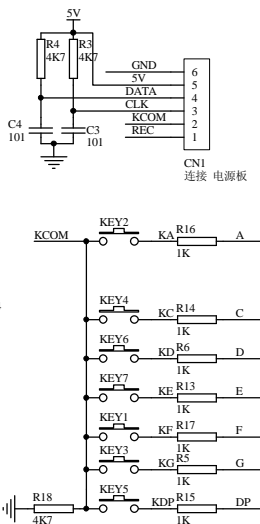 5V
R4
4K7
R3
4K7
GND 6
5V 5
DATA 4
CLK 3
KCOM 2
REC 1
C4
101
C3
101
CN1
连接 电源板
KCOM
KEY2 KA R16 A
1K
KEY4 KC R14 C
1K
KEY6 KD R6 D
1K
KEY7 KE R13 E
1K
KEY1 KF R17 F
1K
KEY3 KG R5 G
1K
R18
4K7
KEY5 KDP R15 DP
1K